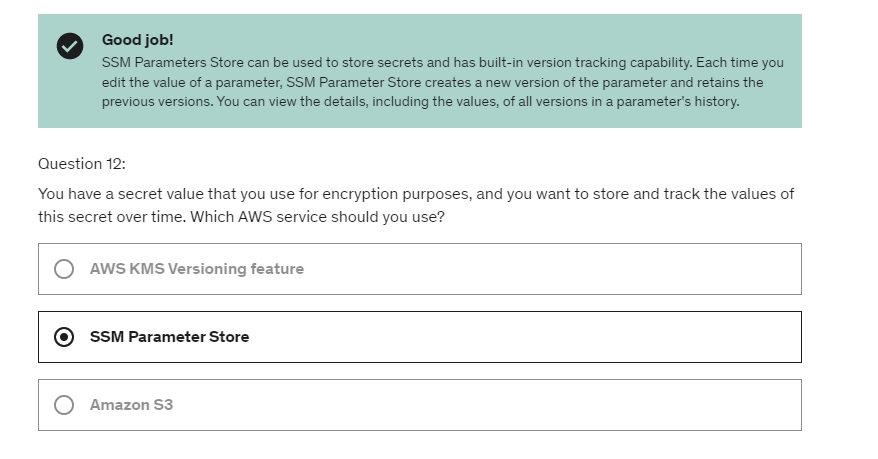 Good job!
SSM Parameters Store can be used to store secrets and has built-in version tracking capability. Each time you
edit the value of a parameter, SSM Parameter Store creates a new version of the parameter and retains the
previous versions. You can view the details, including the values, of all versions in a parameter's history.
Question 12:
You have a secret value that you use for encryption purposes, and you want to store and track the values of
this secret over time. Which AWS service should you use?
AWS KMS Versioning feature
SSM Parameter Store
Amazon S3